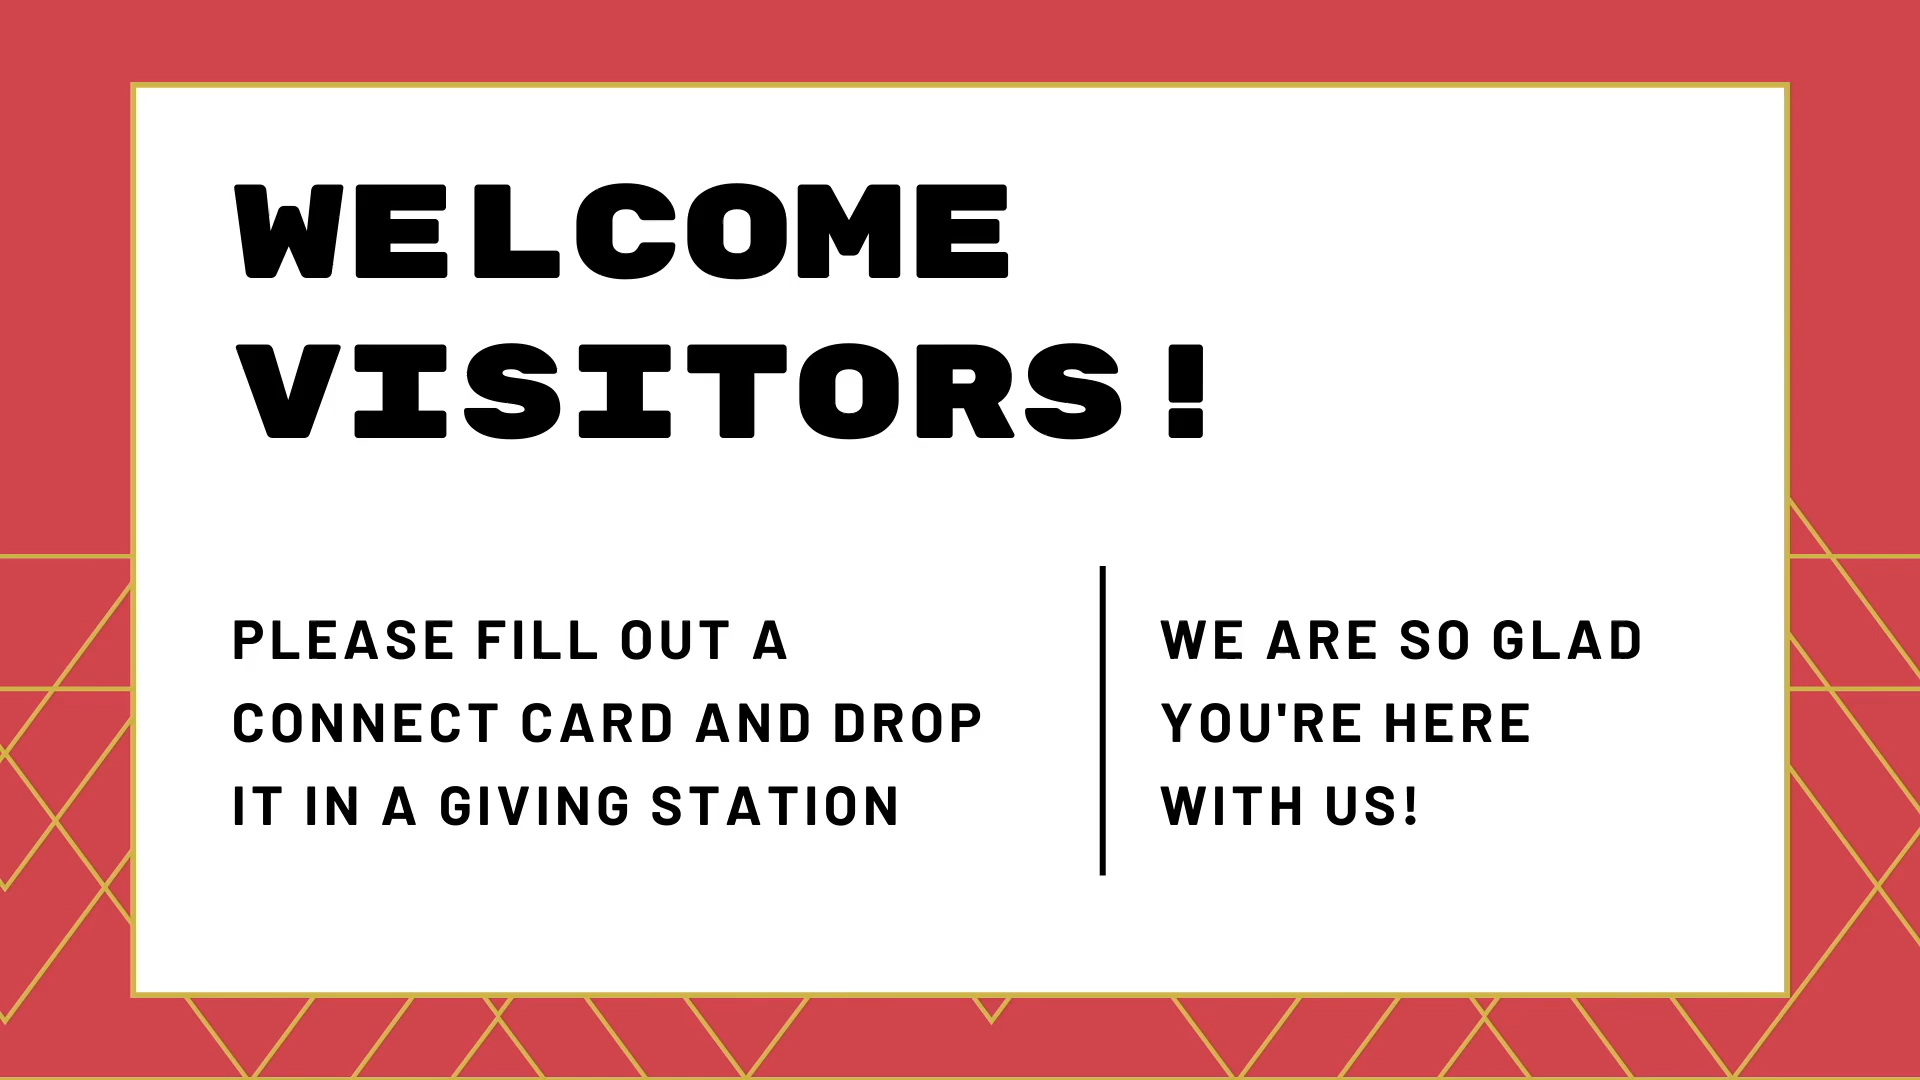 WELCOME
VISITORS!
PLEASE FILL OUT A
CONNECT CARD AND DROP
IT IN A GIVING STATION
WE ARE SO GLAD
YOU'RE HERE
WITH US!